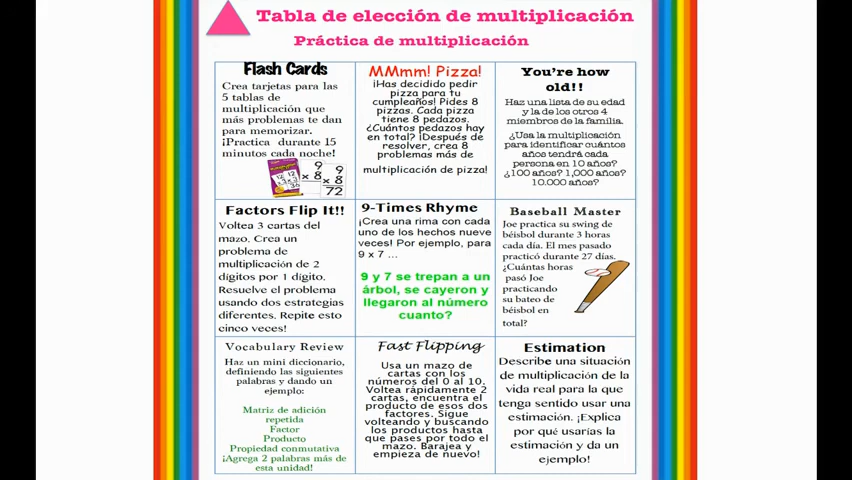 Tabla de elección de multiplicación
Práctica de multiplicación
Flash Cards
Crea tarjetas para las
5 tablas de
multiplicación que
más problemas te dan
para memorizar.
¡Practica durante 15
minutos cada noche!
9
x 8
9
x 8
72
MMmm! Pizza!
¡Has decidido pedir
pizza para tu
cumpleaños! Pides 8
pizzas. Cada pizza
tiene 8 pedazos.
¿Cuántos pedazos hay
en total? ¡Después de
resolver, crea 8
problemas más de
multiplicación de pizza!
You're how
old!!
Haz una lista de su edad
y la de los otros 4
miembros de la familia.
¿Usa la multiplicación
para identificar cuántos
años tendrá cada
persona en 10 años?
¿100 años? 1,000 años?
10.000 años?
Factors Flip It!!
Voltea 3 cartas del
mazo. Crea un
problema de
multiplicación de 2
dígitos por 1 dígito.
Resuelve el problema
usando dos estrategias
diferentes. Repite esto
cinco veces!
9-Times Rhyme
¡Crea una rima con cada
uno de los hechos nueve
veces! Por ejemplo, para
9 x 7 ...
9 y 7 se trepan a un
árbol, se cayeron y
llegaron al número
cuanto?
Baseball Master
Joe practica su swing de
béisbol durante 3 horas
cada día. El mes pasado
practicó durante 27 días.
¿Cuántas horas
pasó Joe
practicando
su bateo de
béisbol en
total?
Vocabulary Review
Haz un mini diccionario,
definiendo las siguientes
palabras y dando un
ejemplo:
Matriz de adición
repetida
Factor
Producto
Propiedad conmutativa
¡Agrega 2 palabras más de
esta unidad!
Fast Flipping
Usa un mazo de
cartas con los
números del 0 al 10.
Voltea rápidamente 2
cartas, encuentra el
producto de esos dos
factores. Sigue
volteando y buscando
los productos hasta
que pases por todo el
mazo. Barajea y
empieza de nuevo!
Estimation
Describe una situación
de multiplicación de la
vida real para la que
tenga sentido usar una
estimación. ¡Explica
por qué usarías la
estimación y da un
ejemplo!